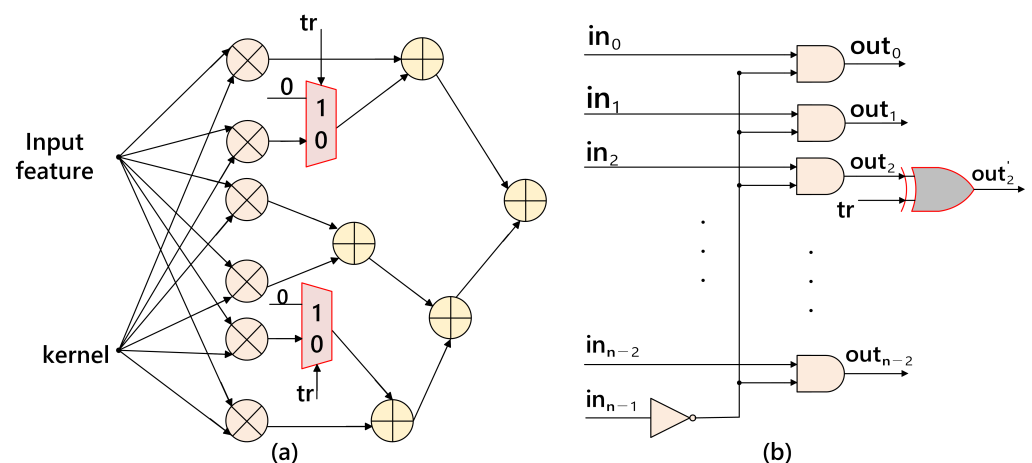 tr
0
1
0
Input
feature
0
1
0
kernel
tr
(a)
in₀
out₀
in₁
out₁
in₂
out₂
out₂'
tr
inₙ₋₂
outₙ₋₂
inₙ₋₁
(b)